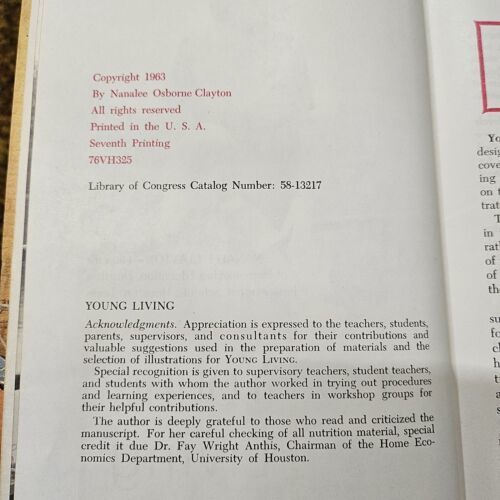 Copyright 1963
By Nanalee Osborne Clayton
All rights reserved
Printed in the U. S. A.
Seventh Printing
76VH325
Library of Congress Catalog Number: 58-13217
YOUNG LIVING
Acknowledgments. Appreciation is expressed to the teachers, students,
parents, supervisors, and consultants for their contributions and
valuable suggestions used in the preparation of materials and the
selection of illustrations for YOUNG LIVING.
Special recognition is given to supervisory teachers, student teachers,
and students with whom the author worked in trying out procedures
and learning experiences, and to teachers in workshop groups for
their helpful contributions.
The author is deeply grateful to those who read and criticized the
manuscript. For her careful checking of all nutrition material, special
credit it due Dr. Fay Wright Anthis, Chairman of the Home Eco-
nomics Department, University of Houston.